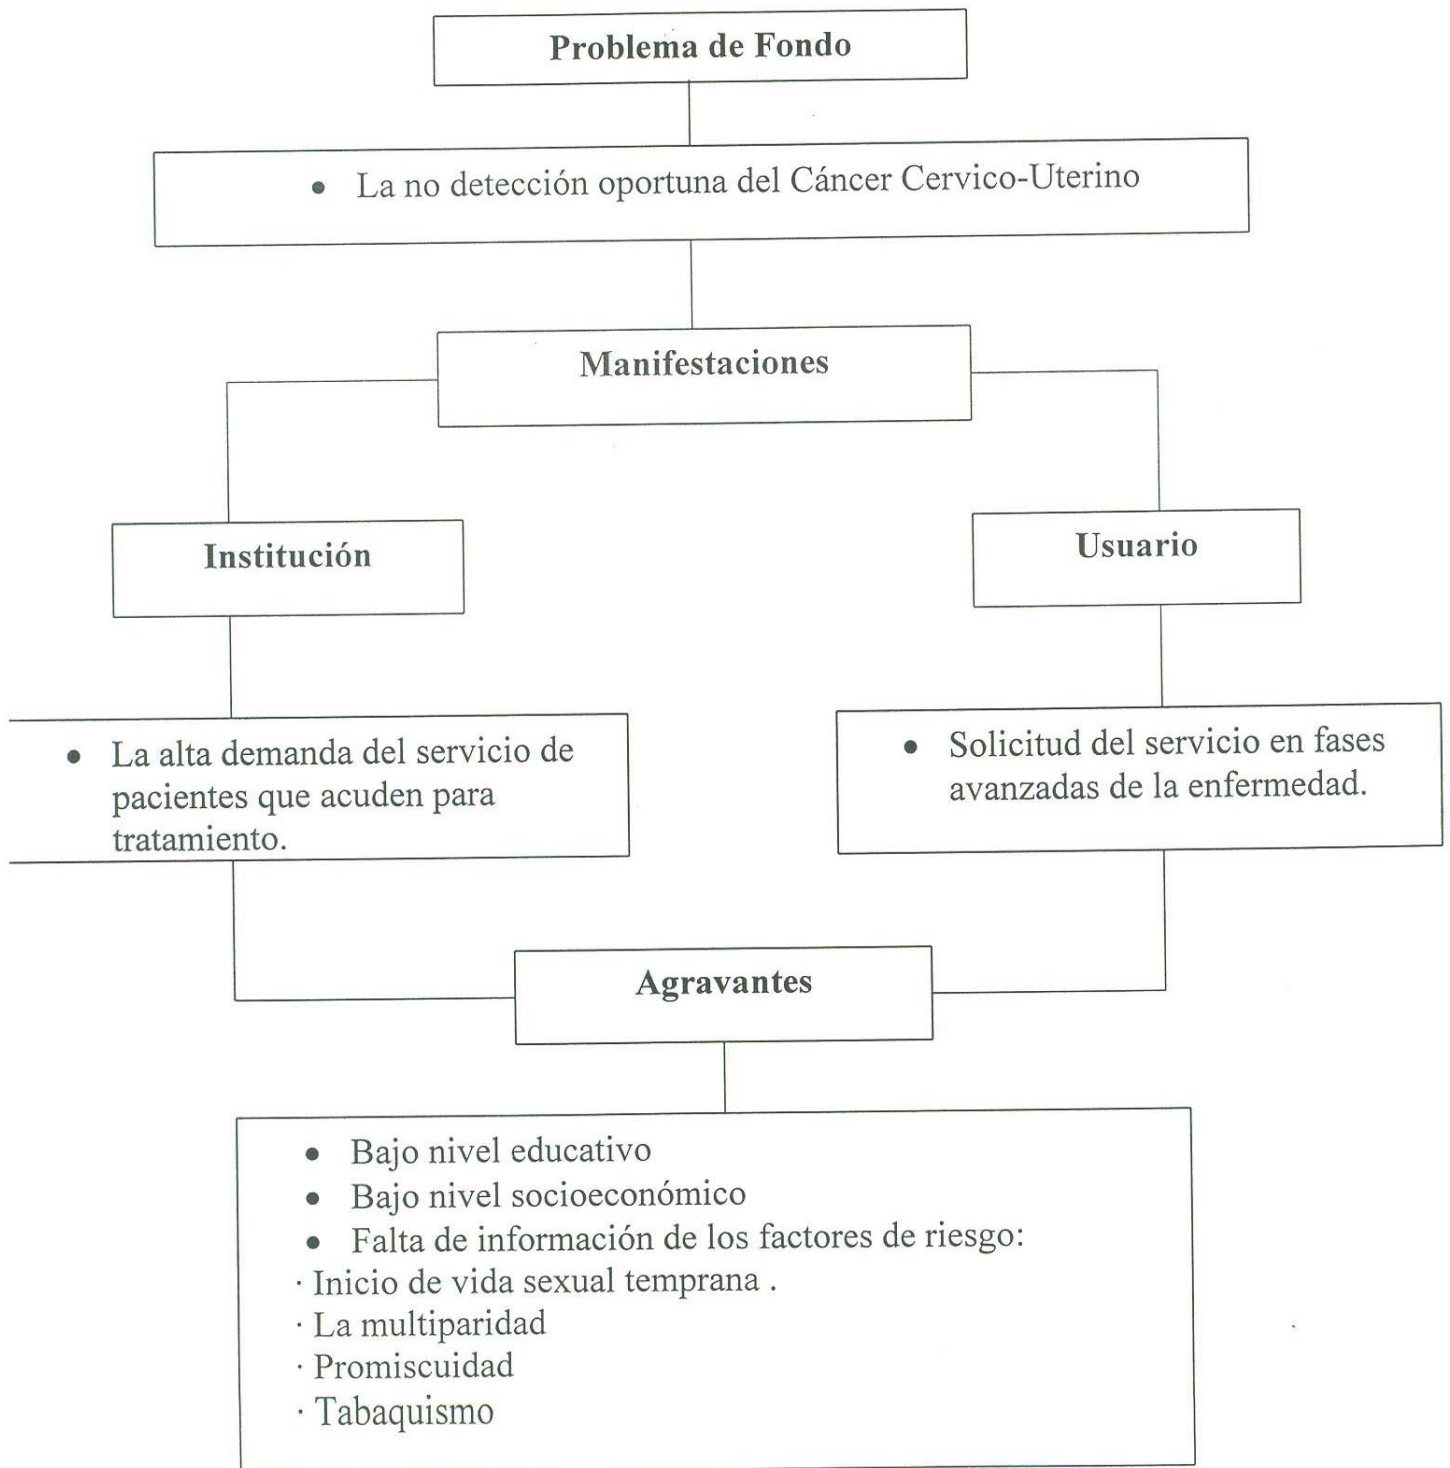 Problema de Fondo
• La no detección oportuna del Cáncer Cervico-Uterino
Manifestaciones
Institución
Usuario
• La alta demanda del servicio de
pacientes que acuden para
tratamiento.
• Solicitud del servicio en fases
avanzadas de la enfermedad.
Agravantes
• Bajo nivel educativo
• Bajo nivel socioeconómico
• Falta de información de los factores de riesgo:
· Inicio de vida sexual temprana .
· La multiparidad
· Promiscuidad
· Tabaquismo